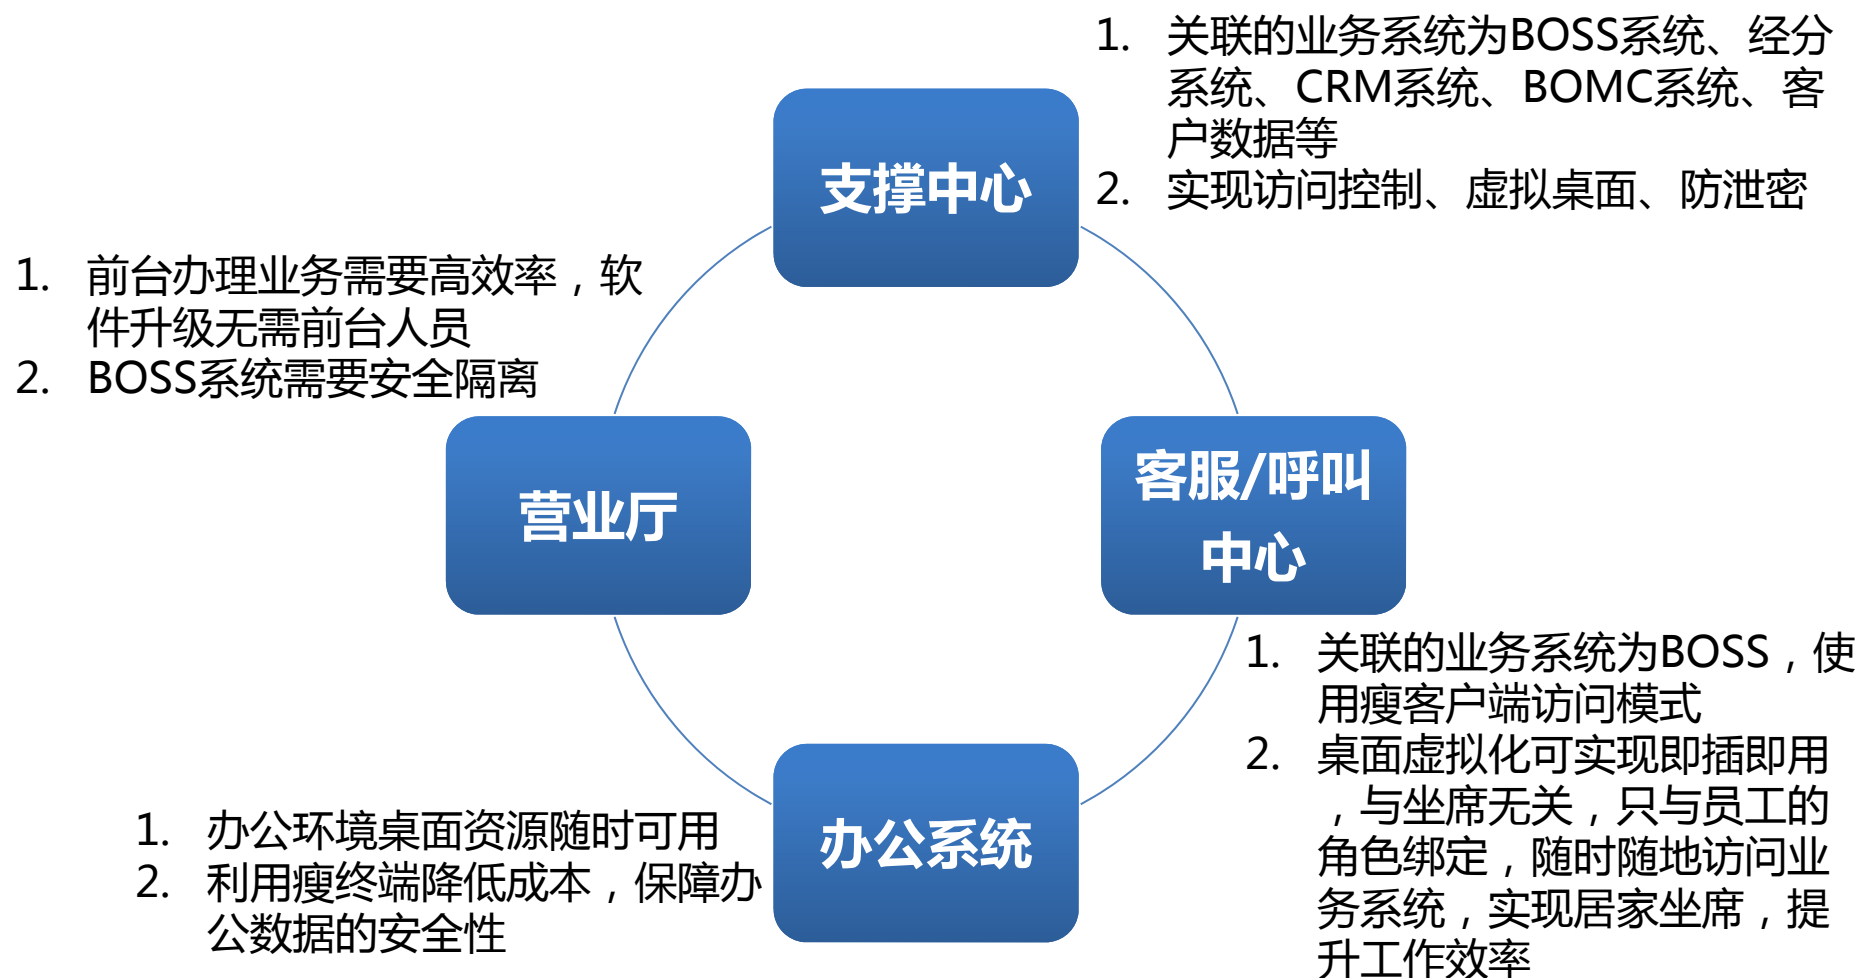 1. 关联的业务系统为BOSS系统、经分
系统、CRM系统、BOMC系统、客
户数据等
2. 实现访问控制、虚拟桌面、防泄密
支撑中心
1. 前台办理业务需要高效率，软
件升级无需前台人员
2. BOSS系统需要安全隔离
营业厅
客服/呼叫
中心
1. 关联的业务系统为BOSS，使
用瘦客户端访问模式
2. 桌面虚拟化可实现即插即用
，与坐席无关，只与员工的
角色绑定，随时随地访问业
务系统，实现居家坐席，提
升工作效率
办公系统
1. 办公环境桌面资源随时可用
2. 利用瘦终端降低成本，保障办
公数据的安全性